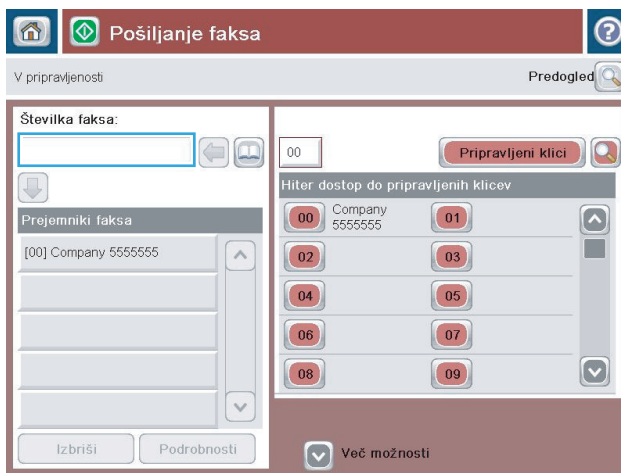 Pošiljanje faksa
V pripravljenosti
Predogled
Številka faksa:
Prejemniki faksa
[00] Company 5555555
Izbriši
Podrobnosti
00
Pripravljeni klici
Hiter dostop do pripravljenih klicev
00 Company 5555555
01
02
03
04
05
06
07
08
09
Več možnosti